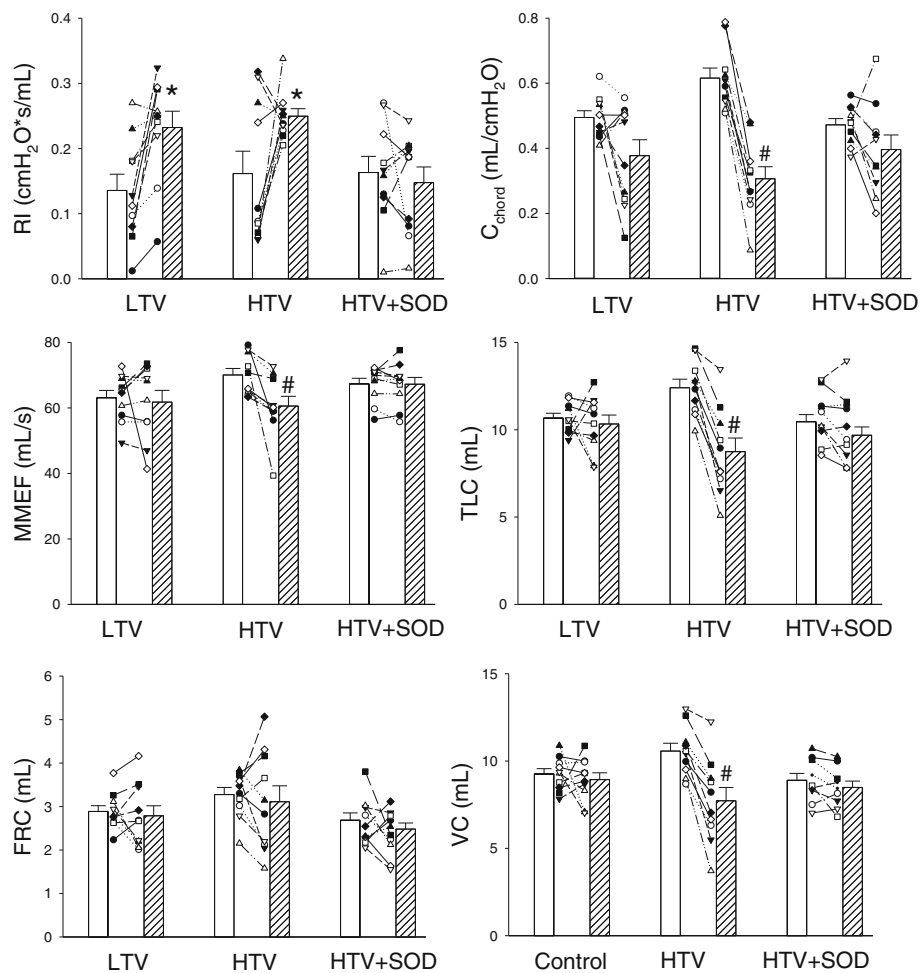 RI (cmH2O*s/mL)
0.4
0.3
0.2
0.1
0.0
*
*
LTV
HTV
HTV+SOD
Cchord (mL/cmH2O)
0.8
0.6
0.4
0.2
0.0
#
LTV
HTV
HTV+SOD
MMEF (mL/s)
80
60
40
20
0
#
LTV
HTV
HTV+SOD
TLC (mL)
15
10
5
0
#
LTV
HTV
HTV+SOD
FRC (mL)
6
5
4
3
2
1
0
LTV
HTV
HTV+SOD
VC (mL)
15
10
5
0
#
Control
HTV
HTV+SOD